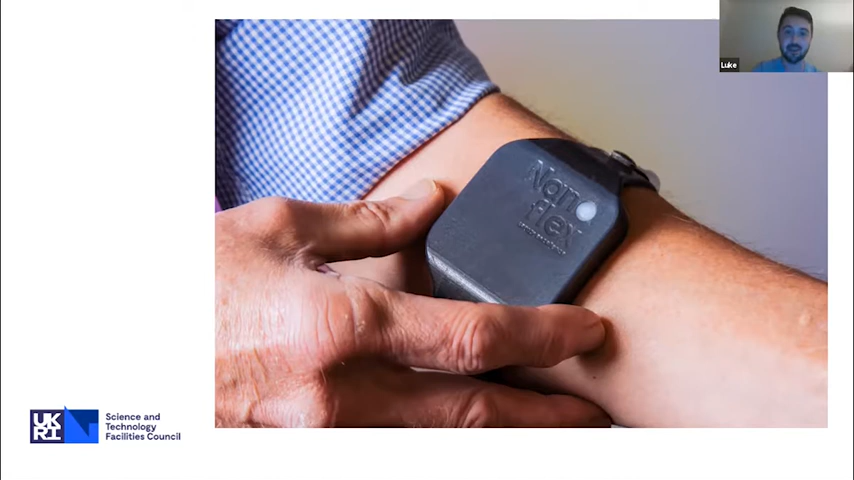 Luke
Nano
flex
UK
RI
Science and
Technology
Facilities Council